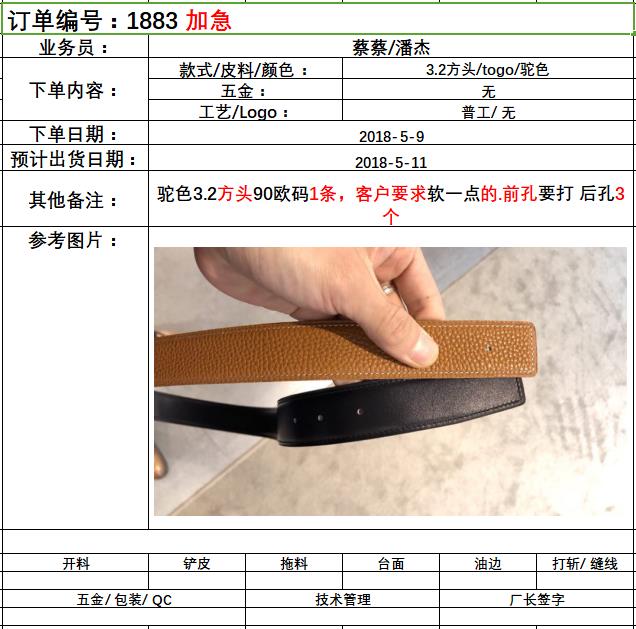 订单编号：1883 加急
业务员： 蔡蔡/潘杰
下单内容： 款式/皮料/颜色： 3.2方头/togo/驼色
五金： 无
工艺/Logo： 普工/ 无
下单日期： 2018-5-9
预计出货日期： 2018-5-11
其他备注： 驼色3.2方头90欧码1条，客户要求软一点的.前孔要打 后孔3
个
参考图片：
开料 铲皮 拖料 台面 油边 打斩/ 缝线
五金/ 包装/ QC 技术管理 厂长签字